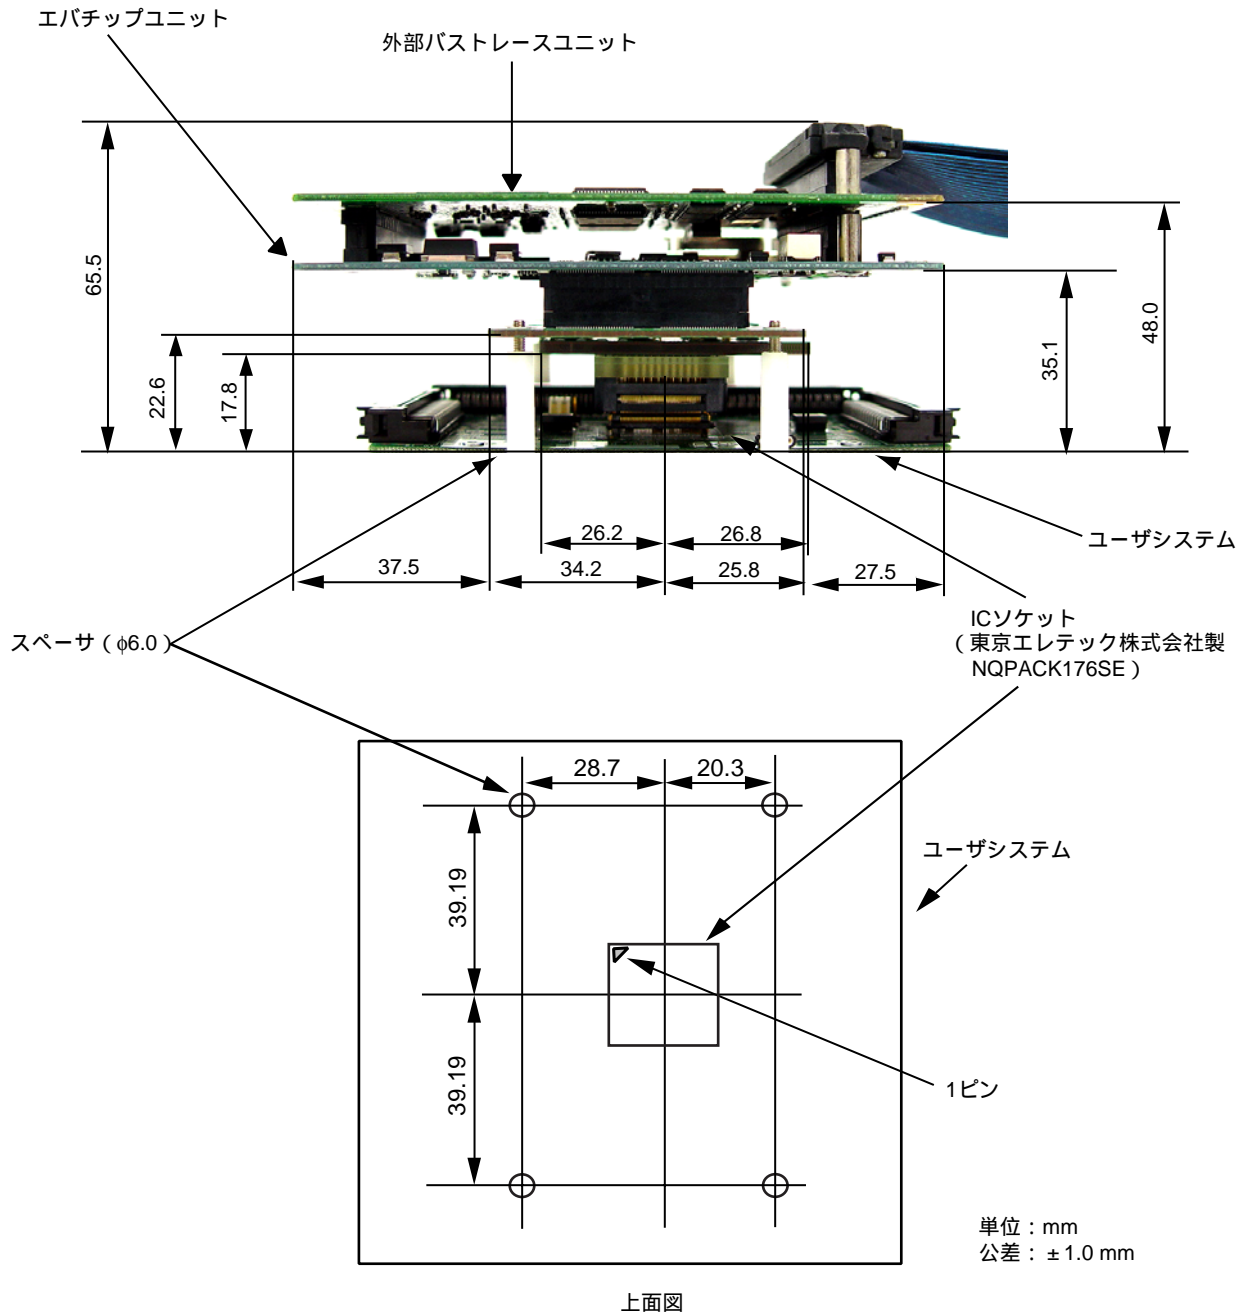 エバチップユニット
外部バストレースユニット
65.5
22.6
17.8
35.1
48.0
26.2
26.8
37.5
34.2
25.8
27.5
ユーザシステム
スペーサ（φ6.0）
ICソケット
（東京エレテック株式会社製
NQPACK176SE）
28.7
20.3
39.19
39.19
ユーザシステム
1ピン
単位：mm
公差：±1.0 mm
上面図